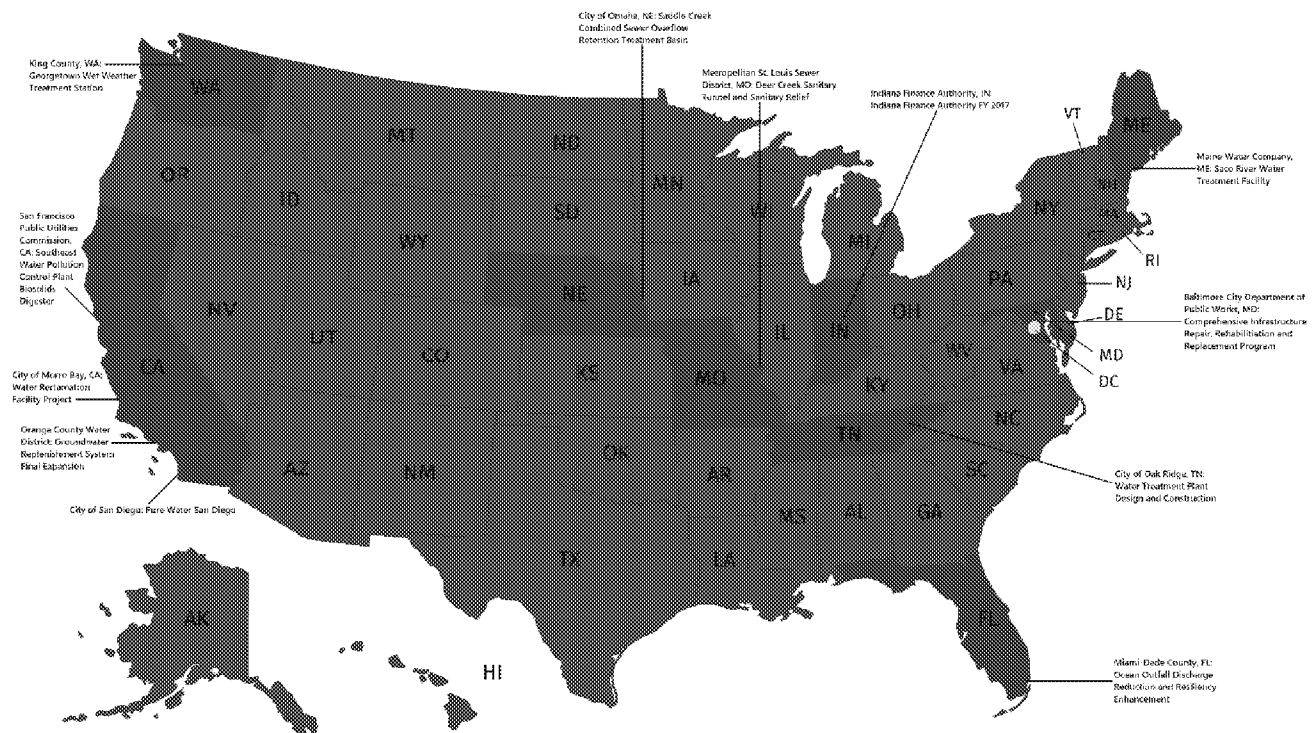 City of Omaha, NE: Saddle Creek
Combined Sewer Overflow
Retention Treatment Basin
King County, WA:
Georgetown Wet Weather
Treatment Station
Metropolitan St. Louis Sewer
District, MO: Deer Creek Sanitary
Tunnel and Sanitary Relief
Indiana Finance Authority, IN:
Indiana Finance Authority FY 2017
Maine Water Company,
ME: Saco River Water
Treatment Facility
San Francisco
Public Utilities
Commission,
CA: Southeast
Water Pollution
Control Plant
Biosolids
Digester
Baltimore City Department of
Public Works, MD:
Comprehensive Infrastructure
Repair, Rehabilitiation and
Replacement Program
City of Morro Bay, CA:
Water Reclamation
Facility Project
Orange County Water
District: Groundwater
Replenishment System
Final Expansion
City of San Diego: Pure Water San Diego
City of Oak Ridge, TN:
Water Treatment Plant
Design and Construction
Miami-Dade County, FL:
Ocean Outfall Discharge
Reduction and Resiliency
Enhancement
WA
MT
ND
MN
VT
ME
OR
ID
SD
WI
NH
NY
MA
WY
MI
CT
RI
NE
IA
PA
NJ
NV
UT
CO
IL
IN
OH
DE
WV
MD
CA
KS
MO
KY
VA
DC
NC
TN
OK
AZ
NM
AR
SC
MS
AL
GA
TX
LA
AK
FL
HI